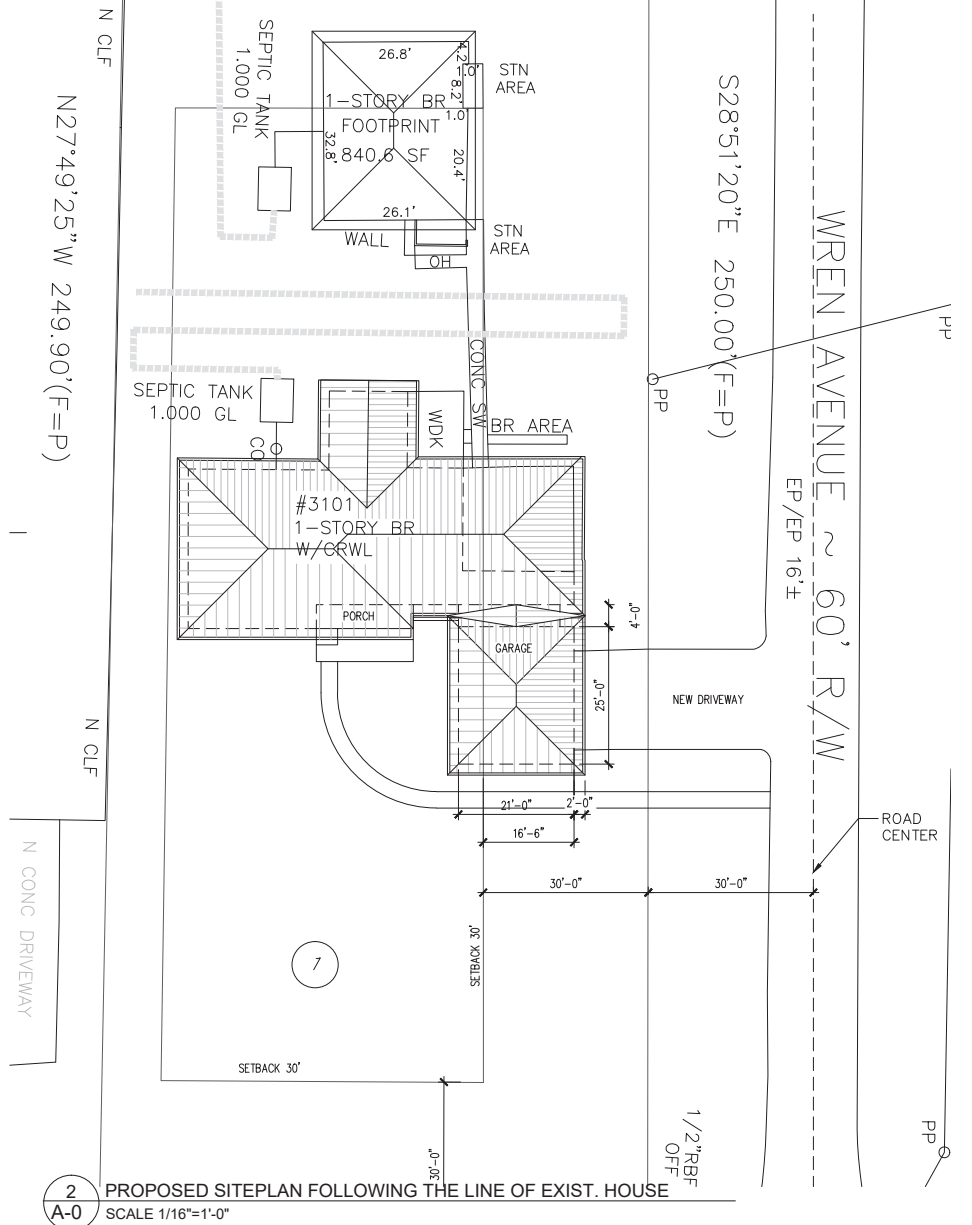 N CLF
N27°49'25"W 249.90'(F=P)
SEPTIC TANK
1.000 GL
26.8'
4.2'
1.0'
STN
AREA
8.2'
1.0'
1-STORY BR
FOOTPRINT
840.6 SF
32.8'
20.4'
26.1'
WALL
STN
AREA
OH
S28°51'20"E 250.00'(F=P)
WREN AVENUE ~ 60' R/W
EP/EP 16'±
PP
PP
CONC SW
SEPTIC TANK
1.000 GL
CO
WDK
BR AREA
#3101
1-STORY BR
W/CRWL
PORCH
GARAGE
4'-0"
25'-0"
NEW DRIVEWAY
N CLF
21'-0"
2'-0"
16'-6"
ROAD
CENTER
30'-0"
30'-0"
N CONC DRIVEWAY
1
SETBACK 30'
SETBACK 30'
30'-0"
1/2"RBF
OFF
PP
2
A-0
PROPOSED SITEPLAN FOLLOWING THE LINE OF EXIST. HOUSE
SCALE 1/16"=1'-0"